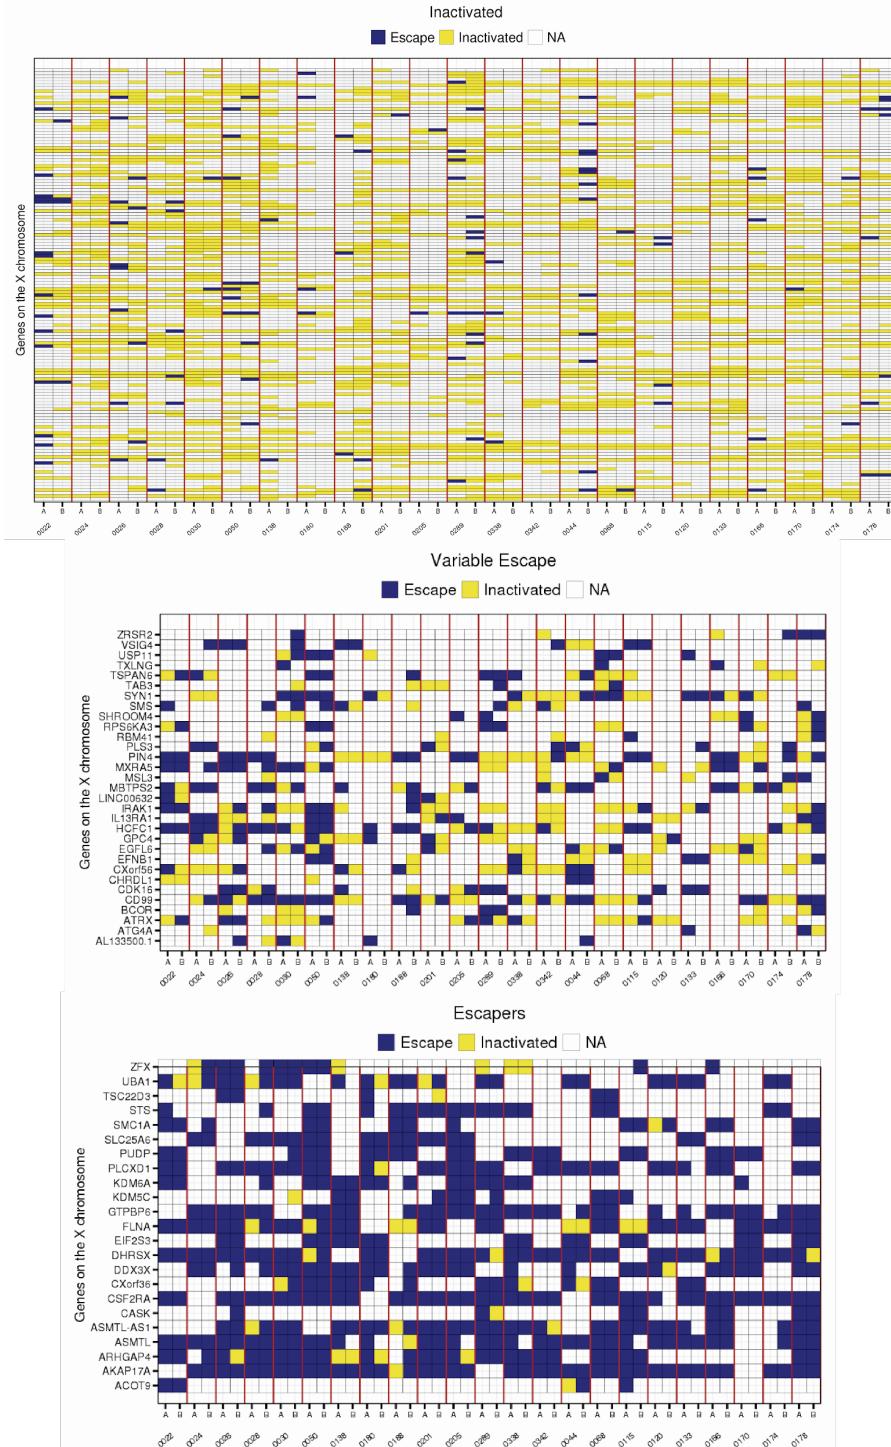 Inactivated
Escape Inactivated NA
Genes on the X chromosome
A B A B A B A B A B A B A B A B A B A B A B A B A B A B A B A B A B A B A B A B A B A B A B
0022 0024 0026 0028 0030 0050 0138 0180 0188 0201 0205 0289 0338 0342 0044 0068 0115 0120 0133 0166 0170 0174 0178
Variable Escape
Escape Inactivated NA
Genes on the X chromosome
ZRSR2
VSIG4
USP11
TXLNG
TSPAN6
TAB3
SYN1
SMS
SHROOM4
RPS6KA3
RBM41
PLS3
PIN4
MXRA5
MSL3
MBTPS2
LINC00632
IRAK1
IL13RA1
HCFC1
GPC4
EGFL6
EFNB1
CXorf56
CHRDL1
CDK16
CD99
BCOR
ATRX
ATG4A
AL133500.1
A B A B A B A B A B A B A B A B A B A B A B A B A B A B A B A B A B A B A B A B A B A B A B
0022 0024 0026 0028 0030 0050 0138 0180 0188 0201 0205 0289 0338 0342 0044 0068 0115 0120 0133 0166 0170 0174 0178
Escapers
Escape Inactivated NA
Genes on the X chromosome
ZFX
UBA1
TSC22D3
STS
SMC1A
SLC25A6
PUDP
PLCXD1
KDM6A
KDM5C
GTPBP6
FLNA
EIF2S3
DHRSX
DDX3X
CXorf36
CSF2RA
CASK
ASMTL-AS1
ASMTL
ARHGAP4
AKAP17A
ACOT9
A B A B A B A B A B A B A B A B A B A B A B A B A B A B A B A B A B A B A B A B A B A B A B
0022 0024 0026 0028 0030 0050 0138 0180 0188 0201 0205 0289 0338 0342 0044 0068 0115 0120 0133 0166 0170 0174 0178